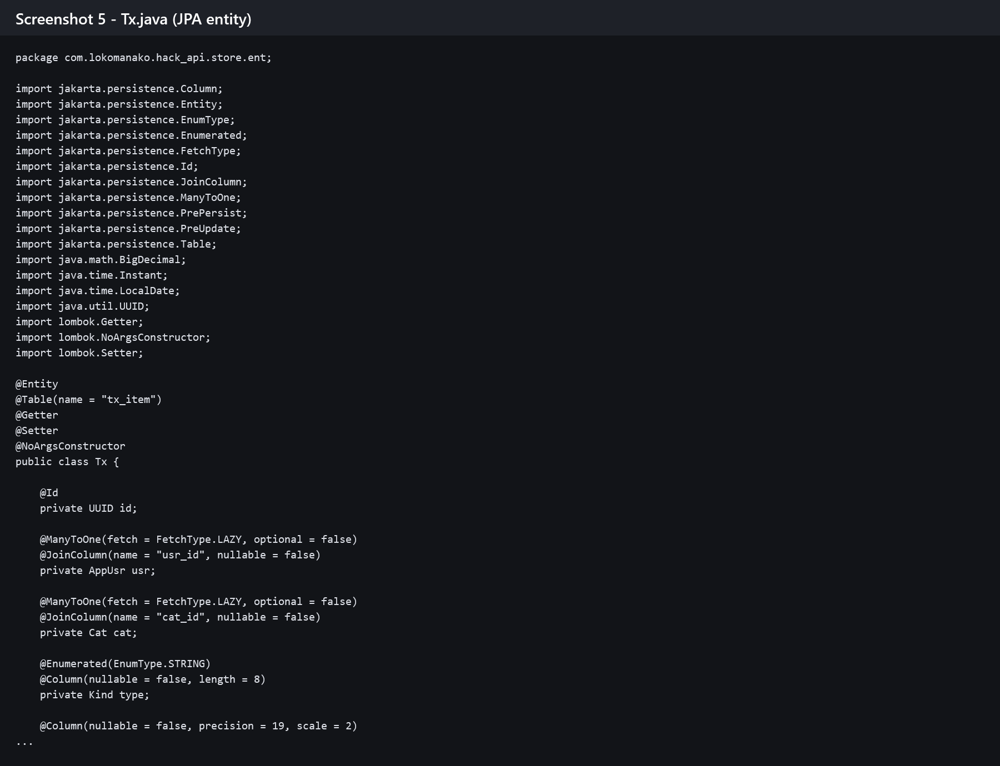 Screenshot 5 - Tx.java (JPA entity)
package com.lokomanako.hack_api.store.ent;
import jakarta.persistence.Column;
import jakarta.persistence.Entity;
import jakarta.persistence.EnumType;
import jakarta.persistence.Enumerated;
import jakarta.persistence.FetchType;
import jakarta.persistence.Id;
import jakarta.persistence.JoinColumn;
import jakarta.persistence.ManyToOne;
import jakarta.persistence.PrePersist;
import jakarta.persistence.PreUpdate;
import jakarta.persistence.Table;
import java.math.BigDecimal;
import java.time.Instant;
import java.time.LocalDate;
import java.util.UUID;
import lombok.Getter;
import lombok.NoArgsConstructor;
import lombok.Setter;
@Entity
@Table(name = "tx_item")
@Getter
@Setter
@NoArgsConstructor
public class Tx {
    @Id
    private UUID id;
    @ManyToOne(fetch = FetchType.LAZY, optional = false)
    @JoinColumn(name = "usr_id", nullable = false)
    private AppUsr usr;
    @ManyToOne(fetch = FetchType.LAZY, optional = false)
    @JoinColumn(name = "cat_id", nullable = false)
    private Cat cat;
    @Enumerated(EnumType.STRING)
    @Column(nullable = false, length = 8)
    private Kind type;
    @Column(nullable = false, precision = 19, scale = 2)
...